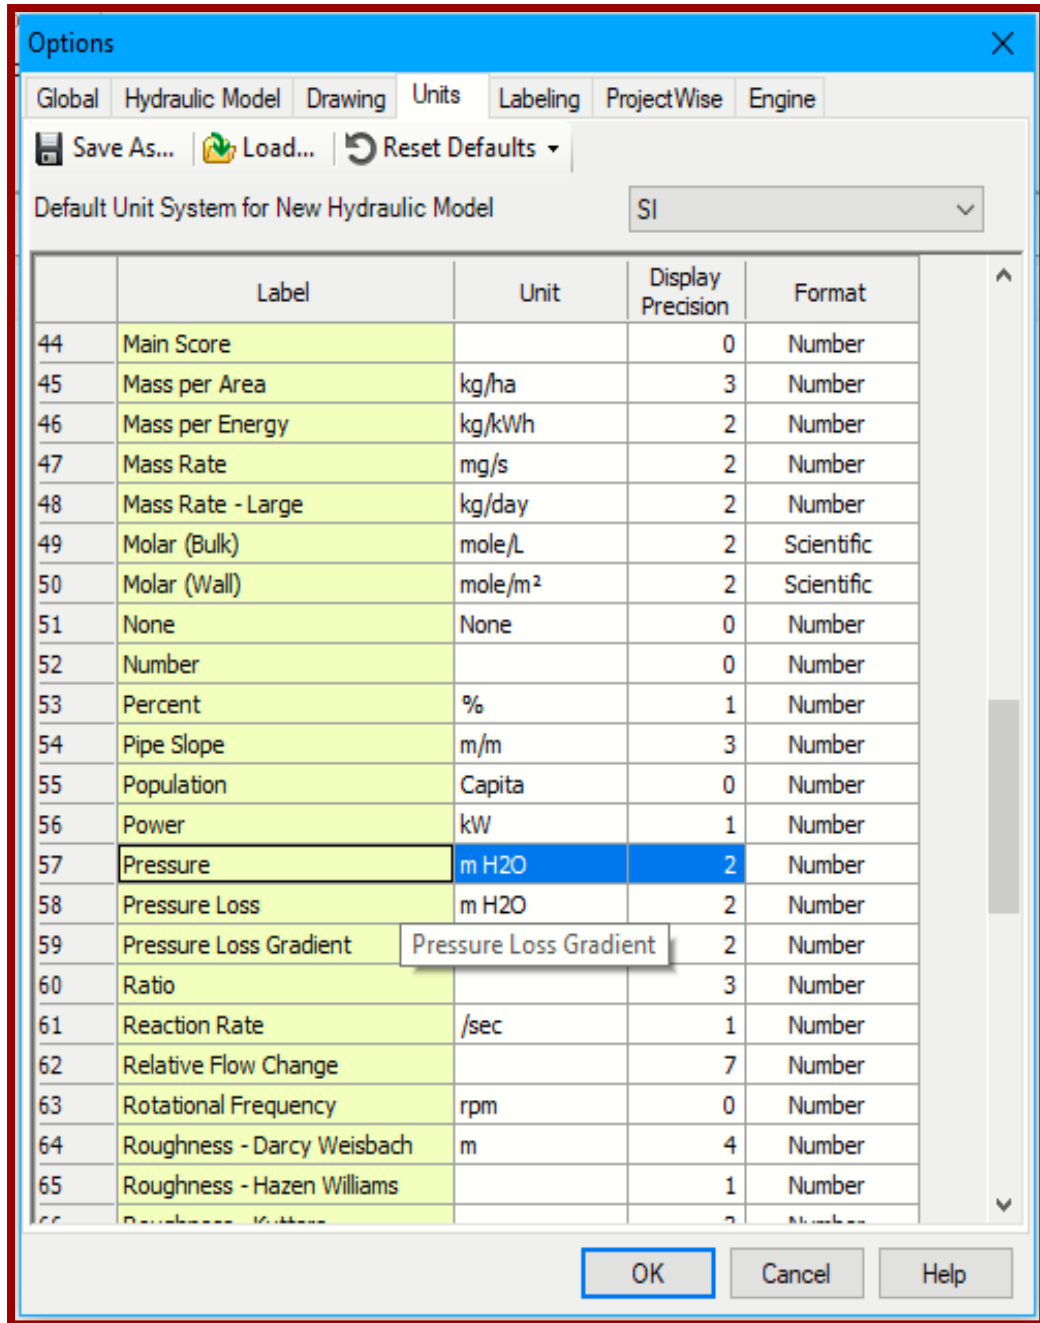 Options
Global Hydraulic Model Drawing Units Labeling ProjectWise Engine
Save As... Load... Reset Defaults
Default Unit System for New Hydraulic Model SI
Label Unit Display Precision Format
44 Main Score 0 Number
45 Mass per Area kg/ha 3 Number
46 Mass per Energy kg/kWh 2 Number
47 Mass Rate mg/s 2 Number
48 Mass Rate - Large kg/day 2 Number
49 Molar (Bulk) mole/L 2 Scientific
50 Molar (Wall) mole/m² 2 Scientific
51 None None 0 Number
52 Number 0 Number
53 Percent % 1 Number
54 Pipe Slope m/m 3 Number
55 Population Capita 0 Number
56 Power kW 1 Number
57 Pressure m H2O 2 Number
58 Pressure Loss m H2O 2 Number
59 Pressure Loss Gradient Pressure Loss Gradient 2 Number
60 Ratio 3 Number
61 Reaction Rate /sec 1 Number
62 Relative Flow Change 7 Number
63 Rotational Frequency rpm 0 Number
64 Roughness - Darcy Weisbach m 4 Number
65 Roughness - Hazen Williams 1 Number
OK Cancel Help